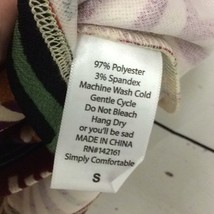 97% Polyester
3% Spandex
Machine Wash Cold
Gentle Cycle
Do Not Bleach
Hang Dry
or you'll be sad
MADE IN CHINA
RN#142161
Simply Comfortable
S